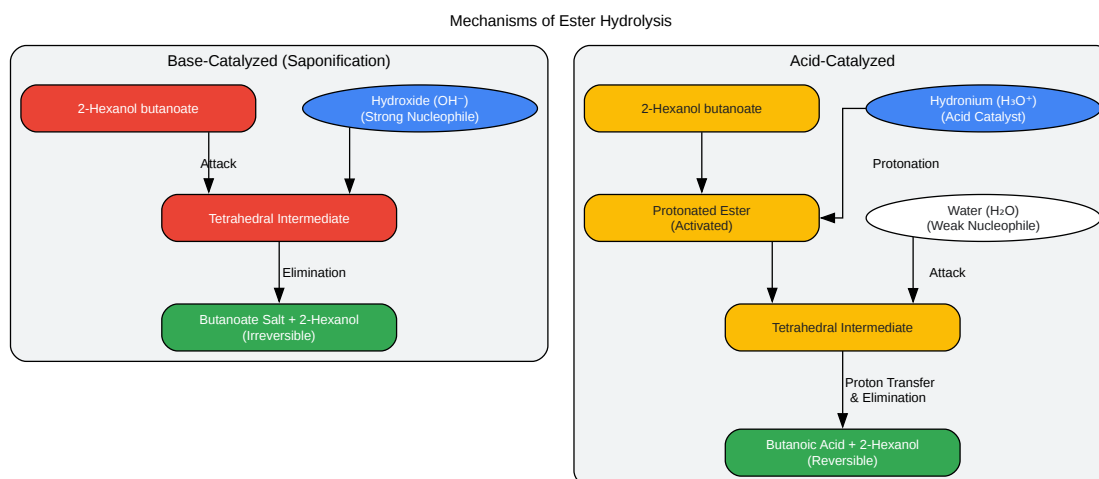 Mechanisms of Ester Hydrolysis
Base-Catalyzed (Saponification)
2-Hexanol butanoate
Hydroxide (OH⁻)
(Strong Nucleophile)
Attack
Tetrahedral Intermediate
Elimination
Butanoate Salt + 2-Hexanol
(Irreversible)
Acid-Catalyzed
2-Hexanol butanoate
Hydronium (H₃O⁺)
(Acid Catalyst)
Protonation
Protonated Ester
(Activated)
Water (H₂O)
(Weak Nucleophile)
Attack
Tetrahedral Intermediate
Proton Transfer
& Elimination
Butanoic Acid + 2-Hexanol
(Reversible)